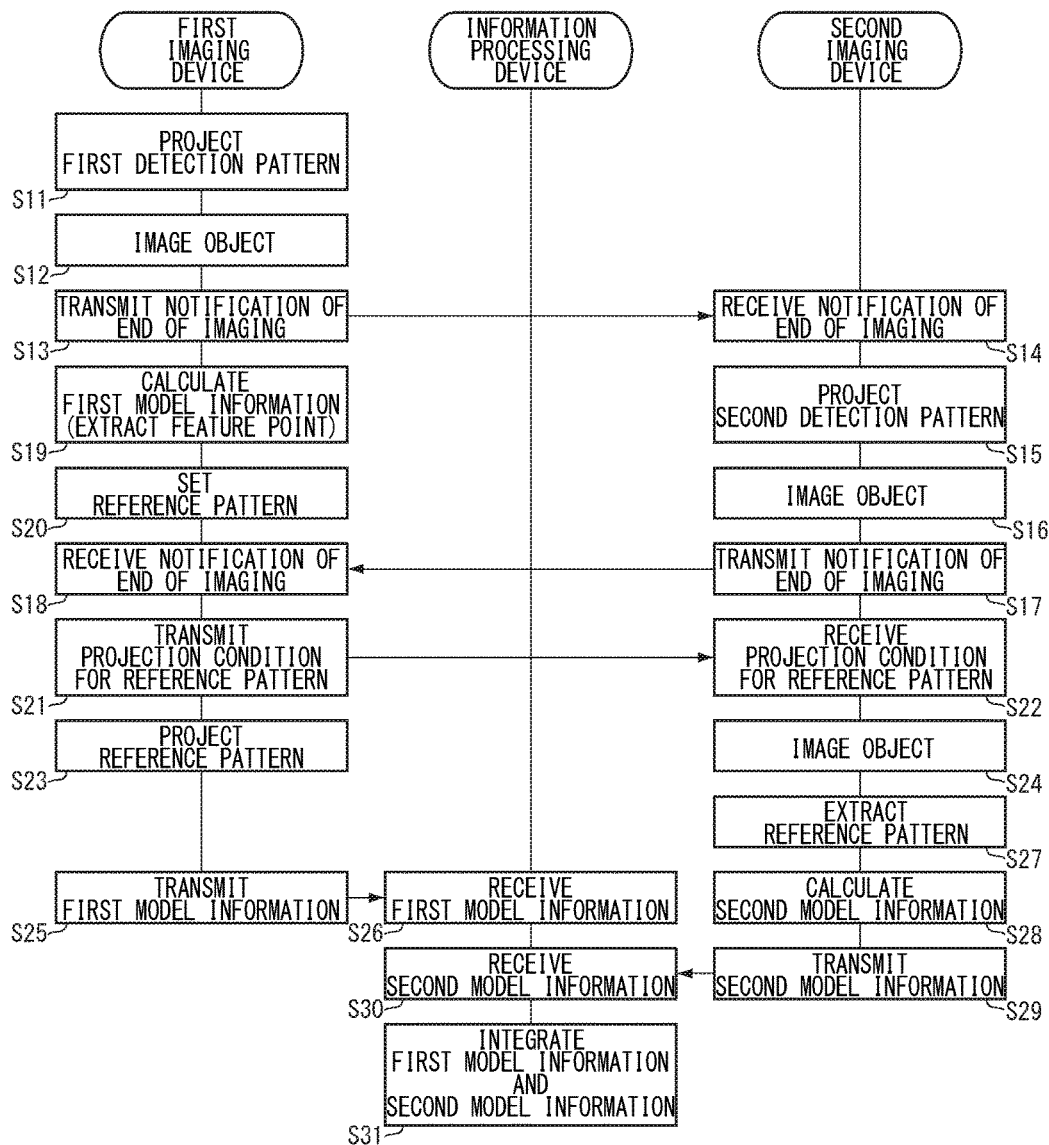 FIRST
IMAGING
DEVICE
INFORMATION
PROCESSING
DEVICE
SECOND
IMAGING
DEVICE
PROJECT
FIRST DETECTION PATTERN
S11
IMAGE OBJECT
S12
TRANSMIT NOTIFICATION OF
END OF IMAGING
S13
RECEIVE NOTIFICATION OF
END OF IMAGING
S14
CALCULATE
FIRST MODEL INFORMATION
(EXTRACT FEATURE POINT)
S19
PROJECT
SECOND DETECTION PATTERN
S15
SET
REFERENCE PATTERN
S20
IMAGE OBJECT
S16
RECEIVE NOTIFICATION OF
END OF IMAGING
S18
TRANSMIT NOTIFICATION OF
END OF IMAGING
S17
TRANSMIT
PROJECTION CONDITION
FOR REFERENCE PATTERN
S21
RECEIVE
PROJECTION CONDITION
FOR REFERENCE PATTERN
S22
PROJECT
REFERENCE PATTERN
S23
IMAGE OBJECT
S24
EXTRACT
REFERENCE PATTERN
S27
TRANSMIT
FIRST MODEL INFORMATION
S25
RECEIVE
FIRST MODEL INFORMATION
S26
CALCULATE
SECOND MODEL INFORMATION
S28
RECEIVE
SECOND MODEL INFORMATION
S30
TRANSMIT
SECOND MODEL INFORMATION
S29
INTEGRATE
FIRST MODEL INFORMATION
AND
SECOND MODEL INFORMATION
S31